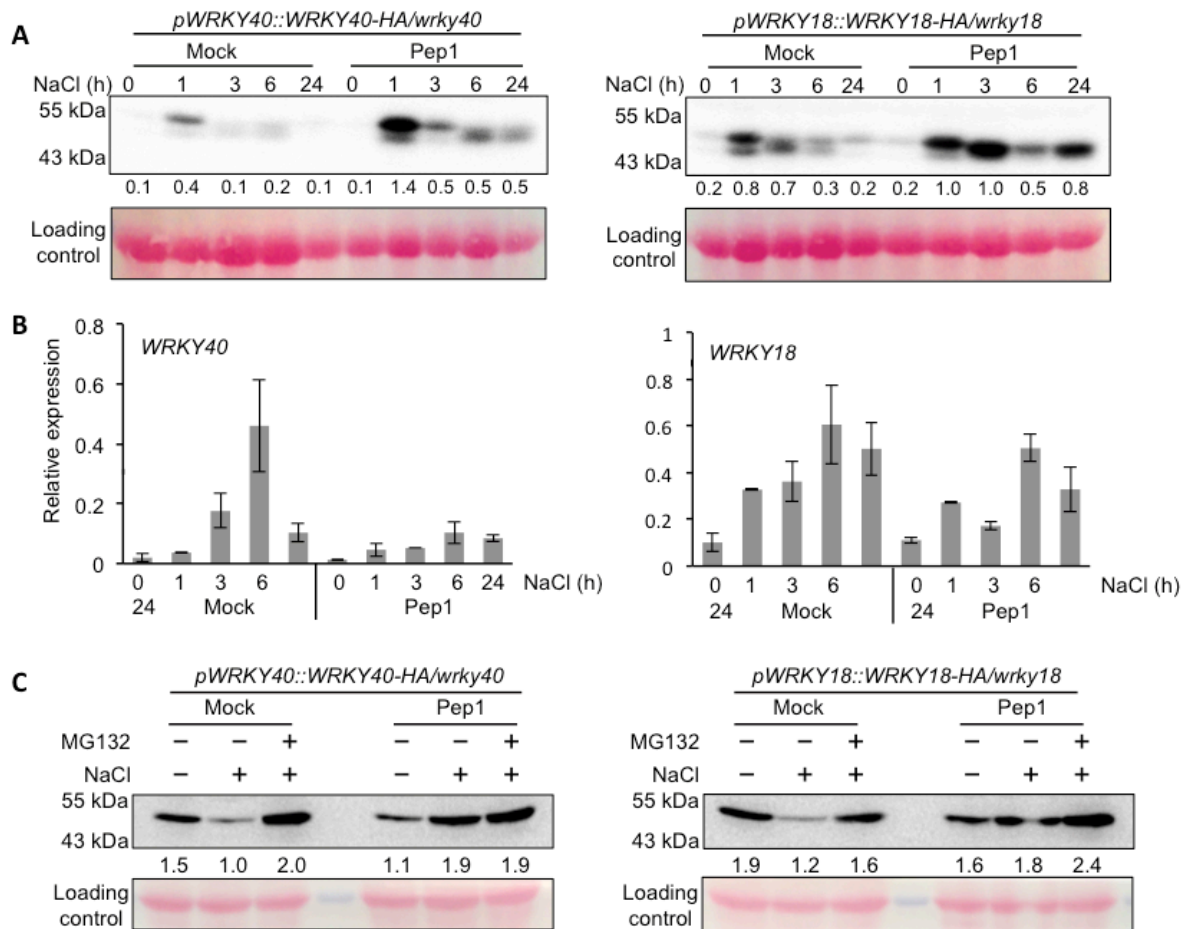 A
pWRKY40::WRKY40-HA/wrky40
Mock Pep1
NaCl (h) 0 1 3 6 24 0 1 3 6 24
55 kDa
43 kDa
0.1 0.4 0.1 0.2 0.1 0.1 1.4 0.5 0.5 0.5
Loading
control
pWRKY18::WRKY18-HA/wrky18
Mock Pep1
NaCl (h) 0 1 3 6 24 0 1 3 6 24
55 kDa
43 kDa
0.2 0.8 0.7 0.3 0.2 0.2 1.0 1.0 0.5 0.8
Loading
control
B
Relative expression
0.8
0.6
0.4
0.2
0
WRKY40
0 1 3 6 0 1 3 6 24 NaCl (h)
24 Mock Pep1
1
0.8
0.6
0.4
0.2
0
WRKY18
0 1 3 6 0 1 3 6 NaCl (h)
24 Mock 24 Pep1
C
pWRKY40::WRKY40-HA/wrky40
Mock Pep1
MG132 − − + − − +
NaCl − + + − + +
55 kDa
43 kDa
1.5 1.0 2.0 1.1 1.9 1.9
Loading
control
pWRKY18::WRKY18-HA/wrky18
Mock Pep1
MG132 − − + − − +
NaCl − + + − + +
55 kDa
43 kDa
1.9 1.2 1.6 1.6 1.8 2.4
Loading
control